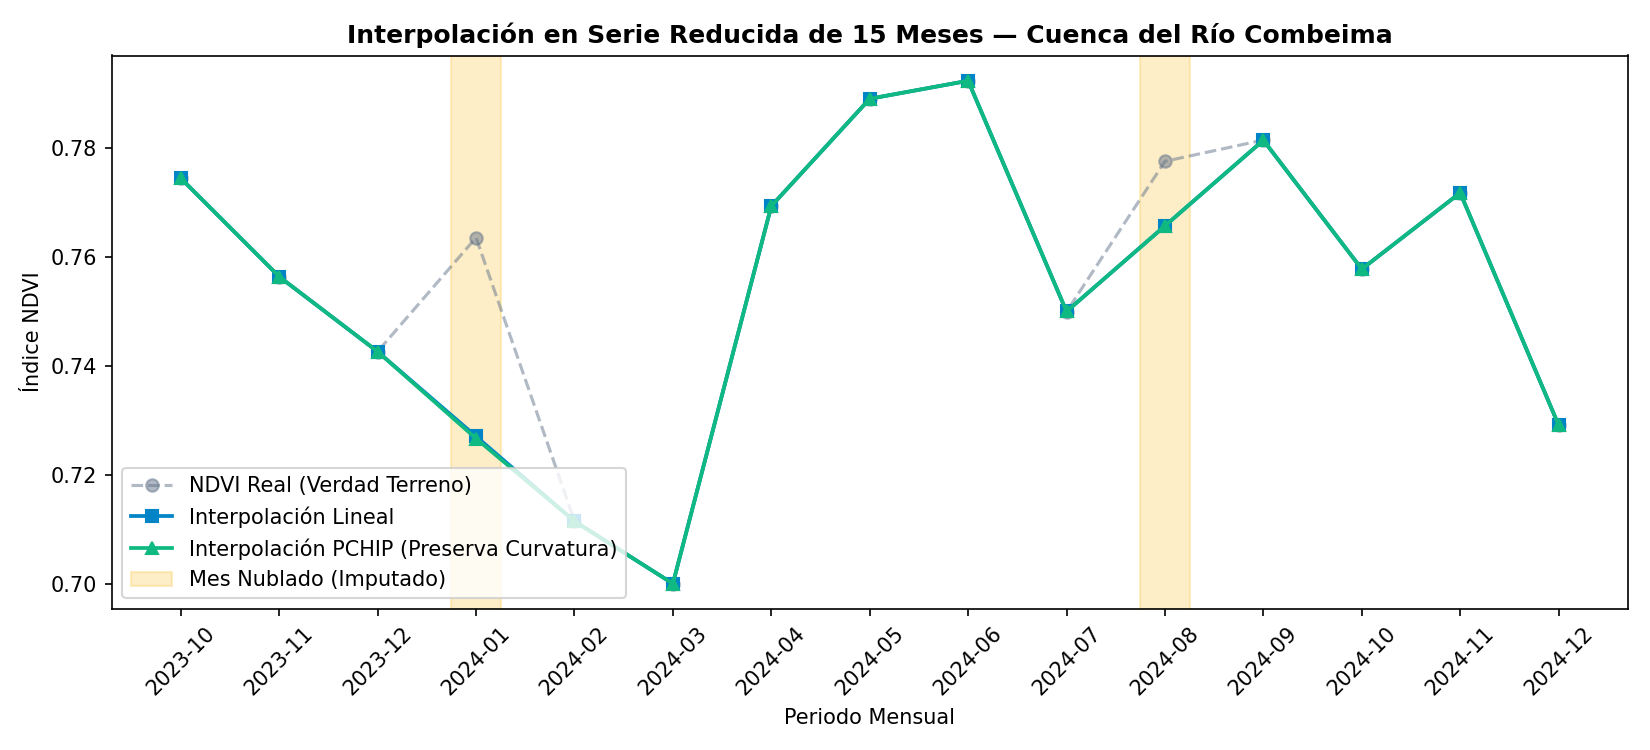 Interpolación en Serie Reducida de 15 Meses — Cuenca del Río Combeima
Índice NDVI
0.78
0.76
0.74
0.72
0.70
NDVI Real (Verdad Terreno)
Interpolación Lineal
Interpolación PCHIP (Preserva Curvatura)
Mes Nublado (Imputado)
2023-10
2023-11
2023-12
2024-01
2024-02
2024-03
2024-04
2024-05
2024-06
2024-07
2024-08
2024-09
2024-10
2024-11
2024-12
Periodo Mensual